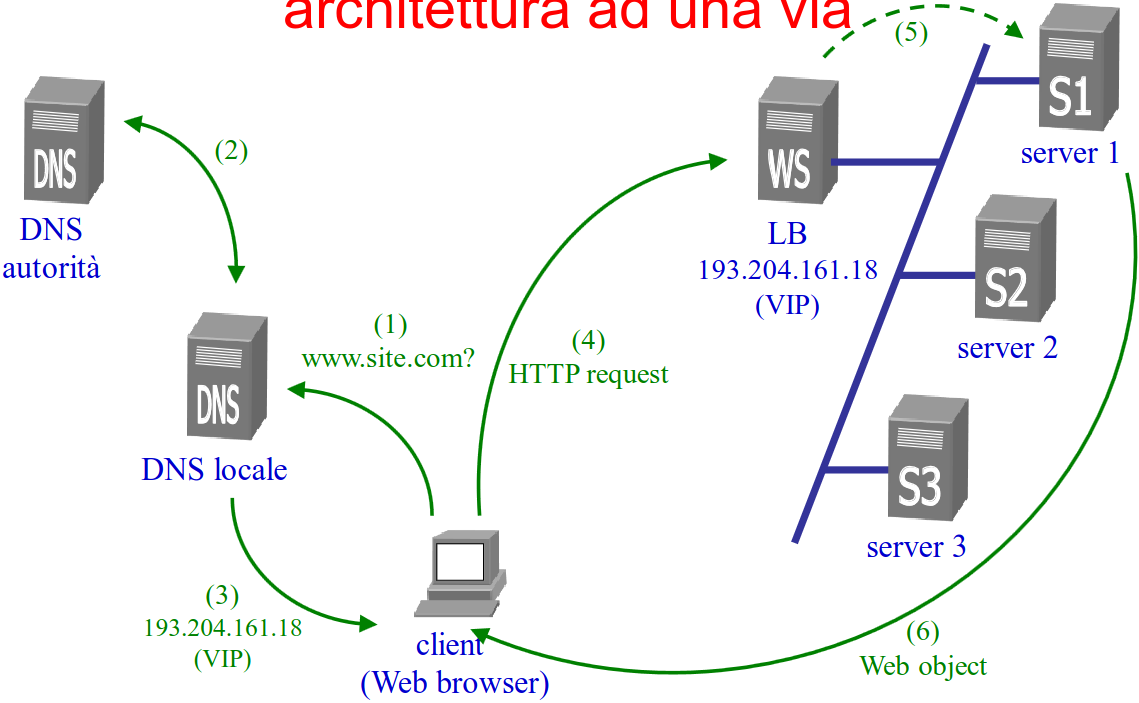 architettura ad una via
(5)
S1
server 1
DNS
(2)
WS
DNS
autorità
LB
193.204.161.18
(VIP)
S2
server 2
(1)
www.site.com?
(4)
HTTP request
DNS
DNS locale
S3
server 3
(3)
193.204.161.18
(VIP)
client
(Web browser)
(6)
Web object